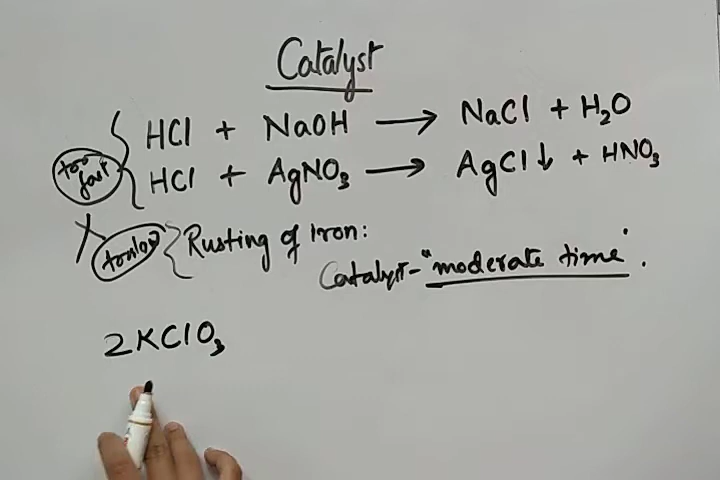 Catalyst
HCl + NaOH → NaCl + H₂O
too fast
HCl + AgNO₃ → AgCl↓ + HNO₃
too slow
Rusting of Iron:
Catalyst - "moderate time".
2KClO₃